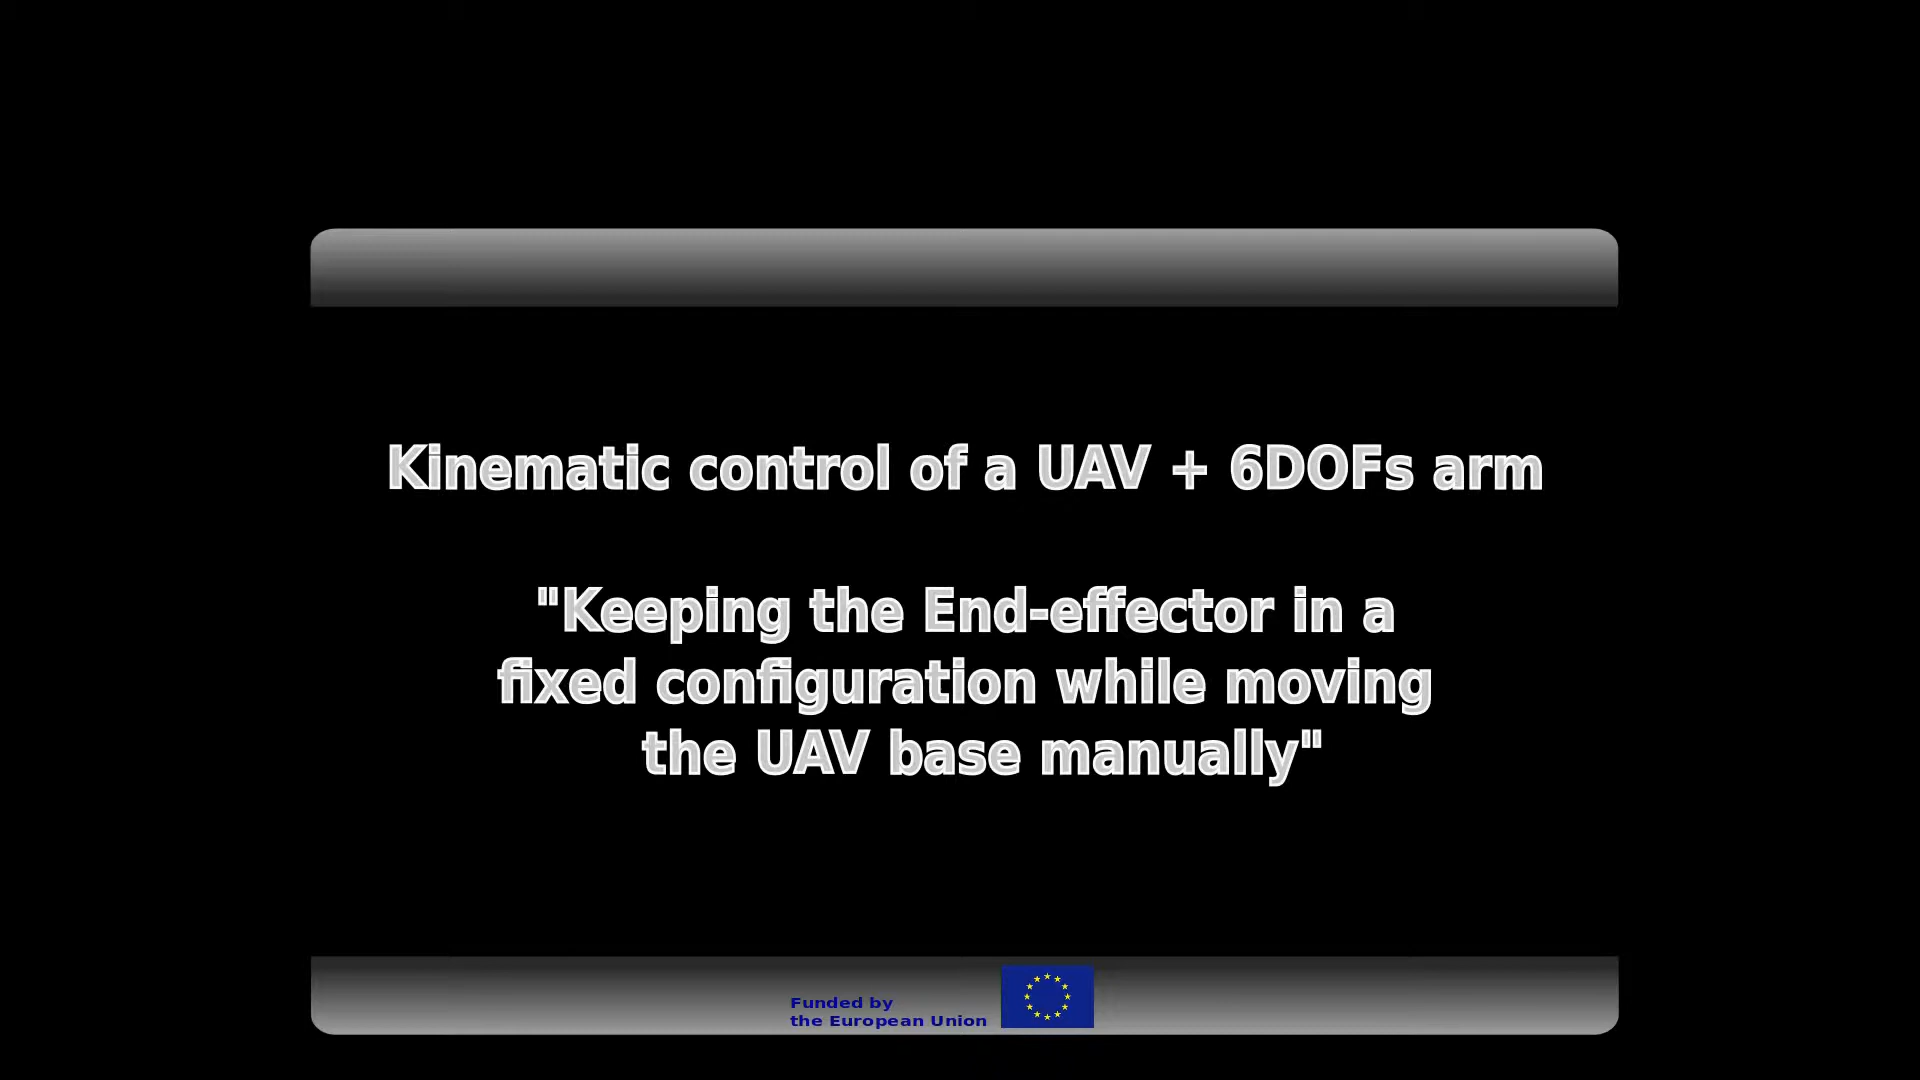 Kinematic control of a UAV + 6DOFs arm
"Keeping the End-effector in a
fixed configuration while moving
the UAV base manually"
Funded by
the European Union